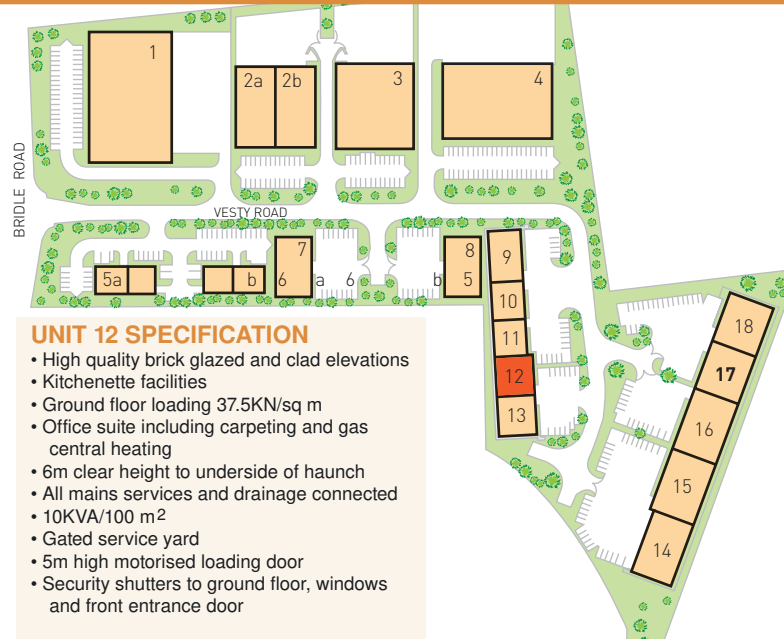 1
2a 2b
3
4
BRIDLE ROAD
VESTY ROAD
5a
b
7
6 a 6 b
8
5
9
10
11
12
13
18
17
16
15
14
UNIT 12 SPECIFICATION
• High quality brick glazed and clad elevations
• Kitchenette facilities
• Ground floor loading 37.5KN/sq m
• Office suite including carpeting and gas
central heating
• 6m clear height to underside of haunch
• All mains services and drainage connected
• 10KVA/100 m2
• Gated service yard
• 5m high motorised loading door
• Security shutters to ground floor, windows
and front entrance door